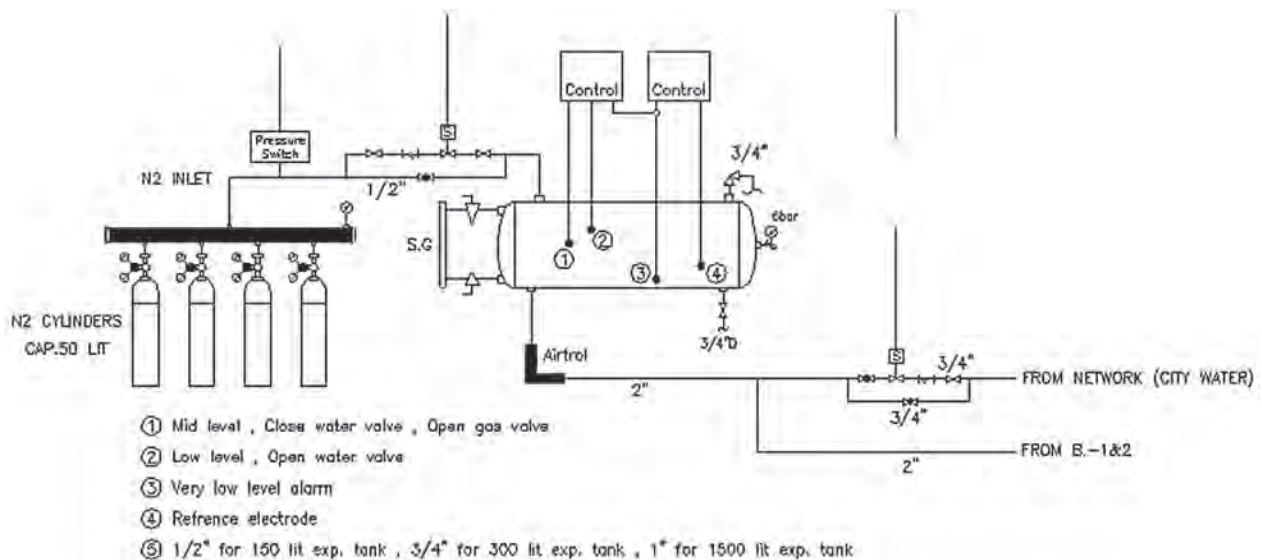 Control
Control
S
Pressure
Switch
3/4"
N2 INLET
1/2"
6bar
S.G
1
2
3
4
N2 CYLINDERS
CAP.50 LIT
3/4"D
Airtrol
S
3/4"
2"
FROM NETWORK (CITY WATER)
3/4"
FROM B.-1&2
2"
① Mid level , Close water valve , Open gas valve
② Low level , Open water valve
③ Very low level alarm
④ Refrence electrode
Ⓢ 1/2" for 150 lit exp. tank , 3/4" for 300 lit exp. tank , 1" for 1500 lit exp. tank